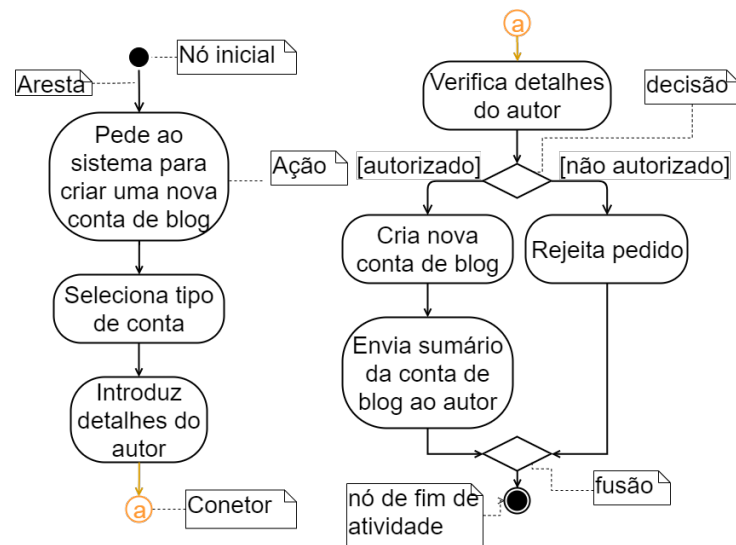 Nó inicial
Aresta
Pede ao
sistema para
criar uma nova
conta de blog
Ação
Seleciona tipo
de conta
Introduz
detalhes do
autor
a
Conetor
a
Verifica detalhes
do autor
decisão
[autorizado]
[não autorizado]
Cria nova
conta de blog
Rejeita pedido
Envia sumário
da conta de
blog ao autor
fusão
nó de fim de
atividade